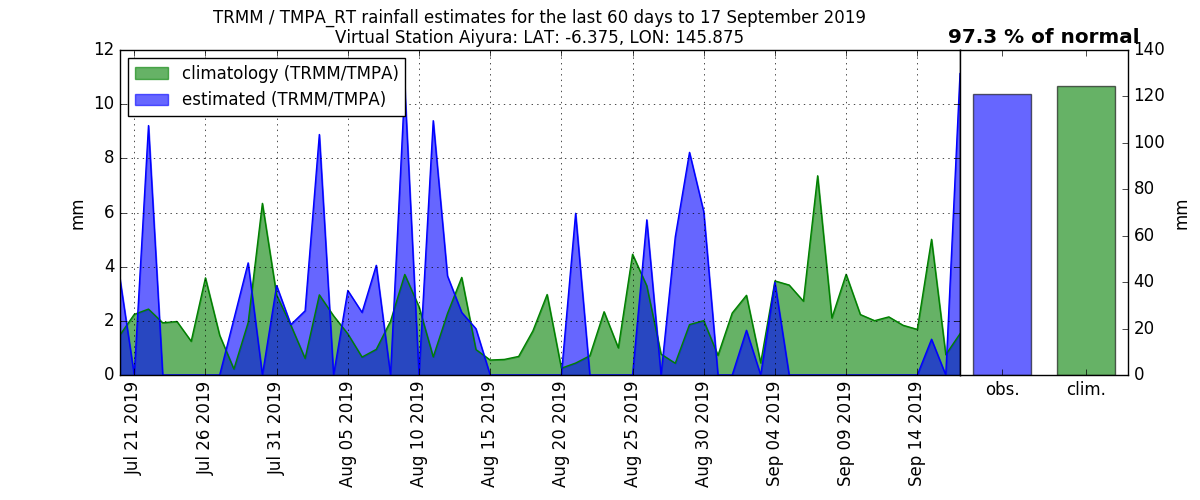 TRMM / TMPA_RT rainfall estimates for the last 60 days to 17 September 2019
Virtual Station Aiyura: LAT: -6.375, LON: 145.875
97.3 % of normal
climatology (TRMM/TMPA)
estimated (TRMM/TMPA)
mm
12
10
8
6
4
2
0
Jul 21 2019
Jul 26 2019
Jul 31 2019
Aug 05 2019
Aug 10 2019
Aug 15 2019
Aug 20 2019
Aug 25 2019
Aug 30 2019
Sep 04 2019
Sep 09 2019
Sep 14 2019
obs.
clim.
140
120
100
80
60
40
20
0
mm